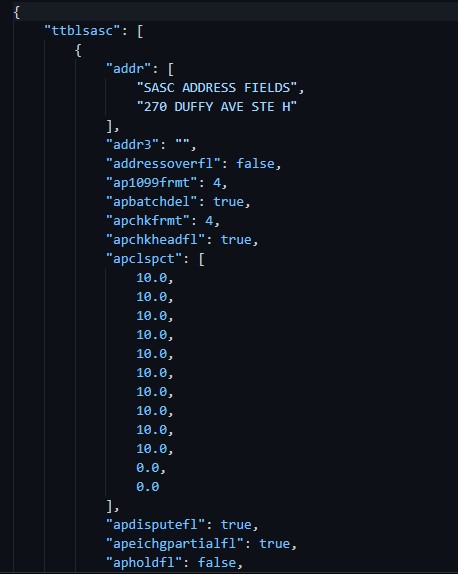 {
"ttblsasc": [
{
"addr": [
"SASC ADDRESS FIELDS",
"270 DUFFY AVE STE H"
],
"addr3": "",
"addressoverfl": false,
"ap1099frmt": 4,
"apbatchdel": true,
"apchkfrmt": 4,
"apchkheadfl": true,
"apclspct": [
10.0,
10.0,
10.0,
10.0,
10.0,
10.0,
10.0,
10.0,
10.0,
10.0,
0.0,
0.0
],
"apdisputefl": true,
"apeichgpartialfl": true,
"apholdfl": false,